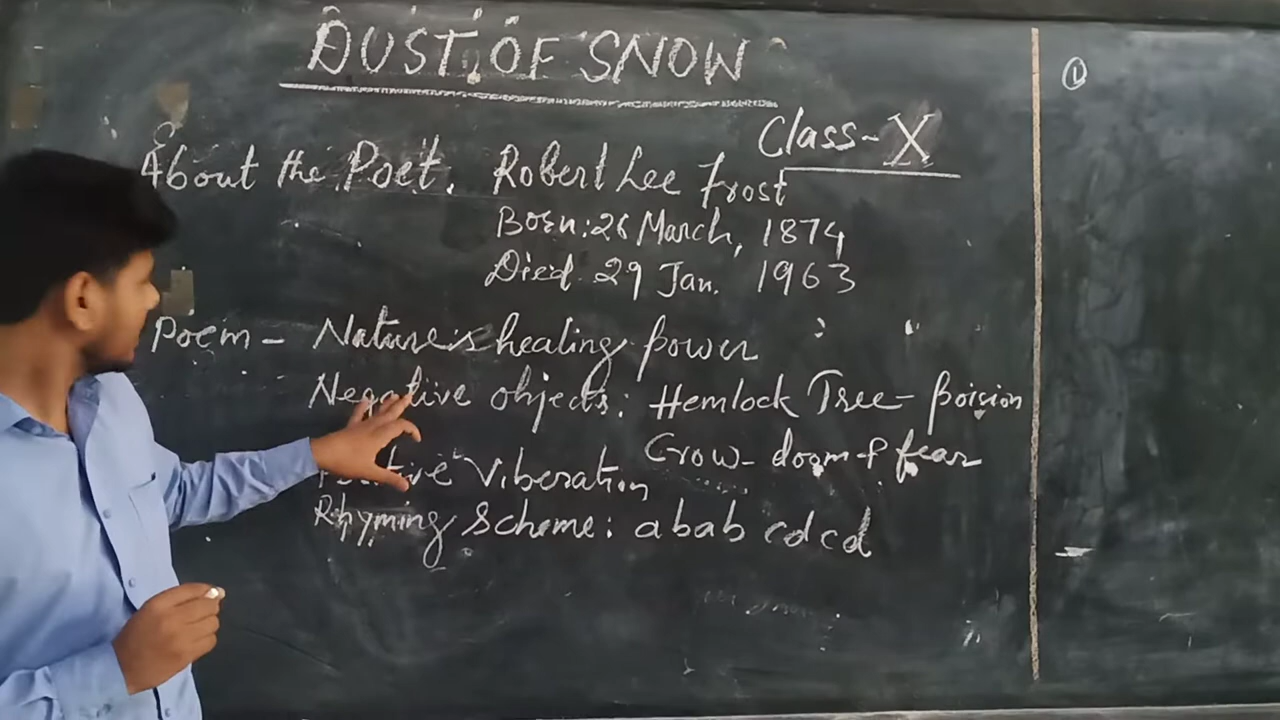 DUST OF SNOW
Class-X
About the Poet. Robert Lee Frost
Born: 26 March, 1874
Died. 29 Jan. 1963
Poem - Nature's healing power
Negative objects: Hemlock Tree- Poision
Crow- doom & fear
Viberation
Rhyming scheme: abab cdcd
①